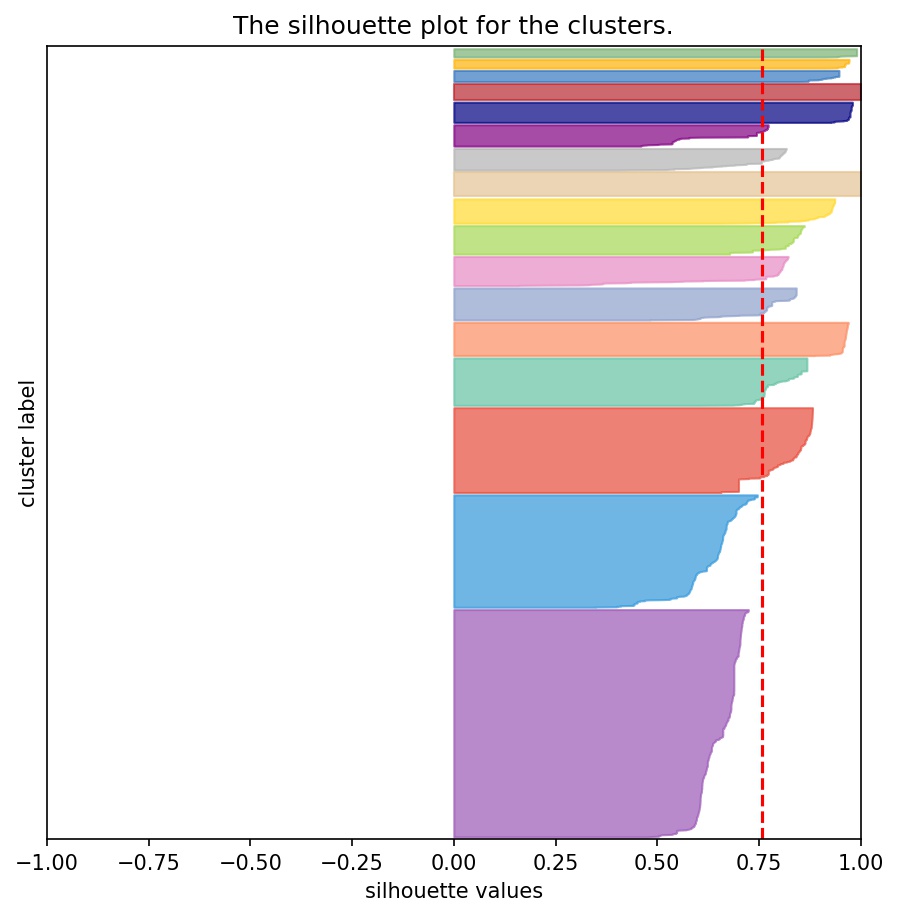 The silhouette plot for the clusters.
cluster label
−1.00 −0.75 −0.50 −0.25 0.00 0.25 0.50 0.75 1.00
silhouette values